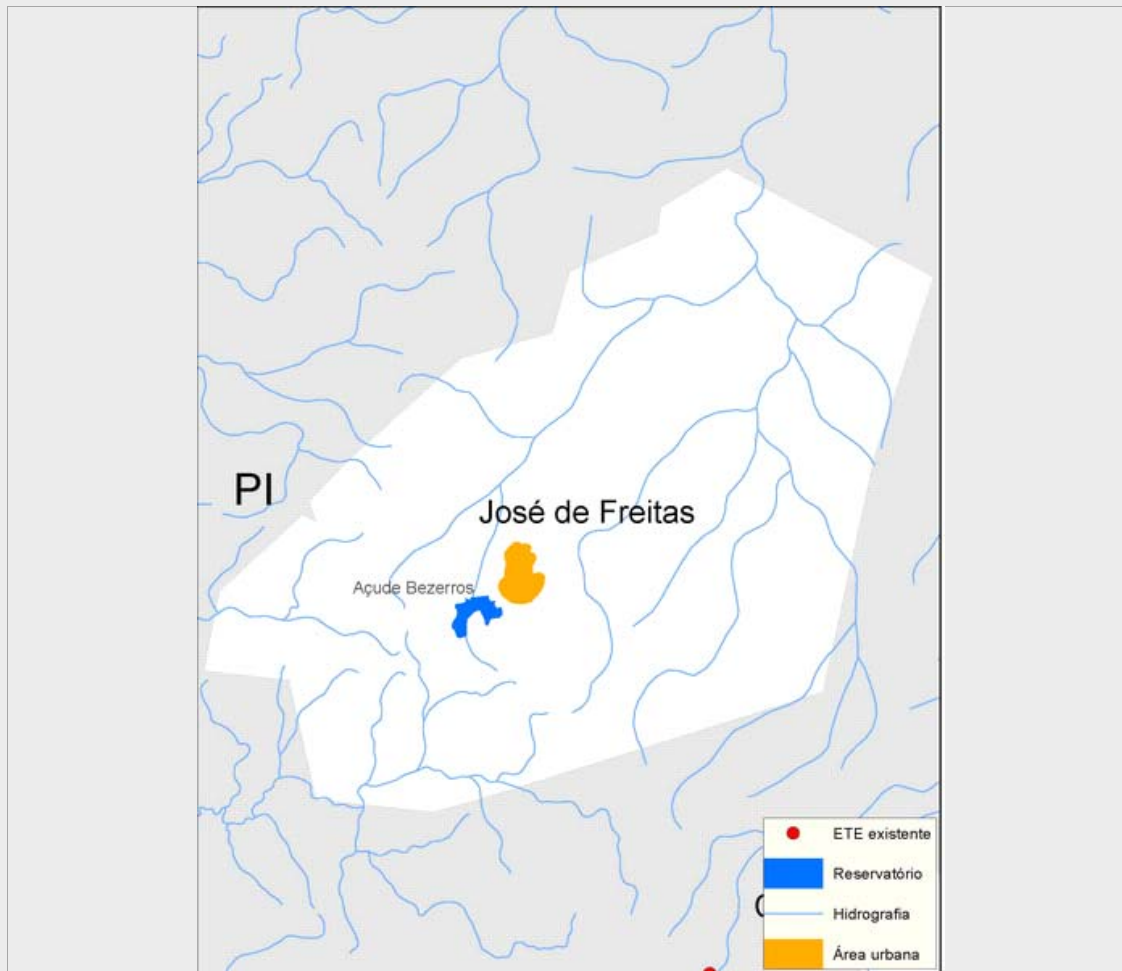 PI
José de Freitas
Açude Bezerros
ETE existente
Reservatório
Hidrografia
Área urbana